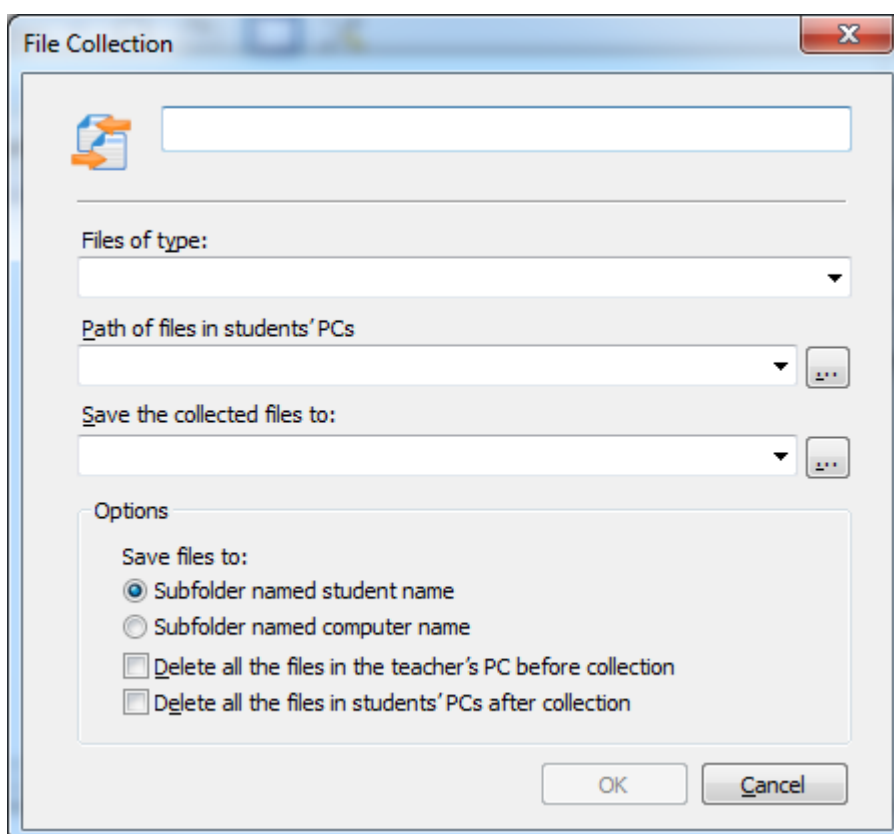 File Collection
Files of type:
Path of files in students' PCs
...
Save the collected files to:
...
Options
Save files to:
Subfolder named student name
Subfolder named computer name
Delete all the files in the teacher's PC before collection
Delete all the files in students' PCs after collection
OK
Cancel